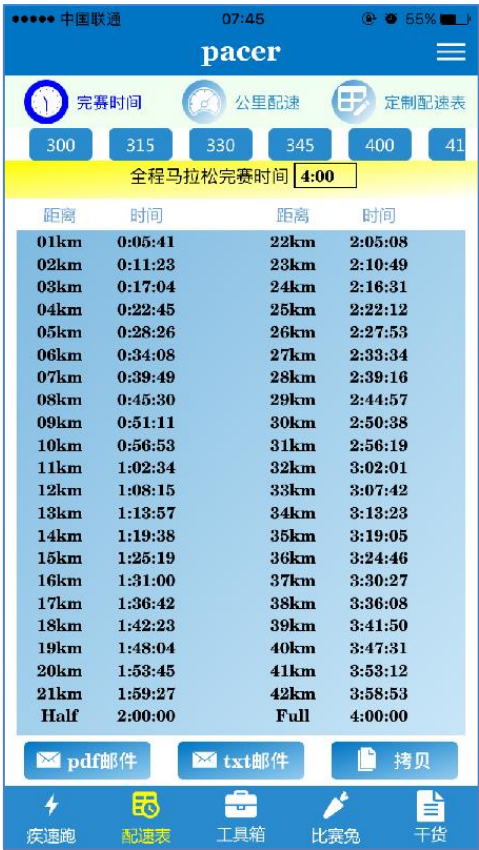 中国联通 07:45 55%
pacer
完赛时间 公里配速 定制配速表
300 315 330 345 400 41
全程马拉松完赛时间 4:00
距离 时间 距离 时间
01km 0:05:41 22km 2:05:08
02km 0:11:23 23km 2:10:49
03km 0:17:04 24km 2:16:31
04km 0:22:45 25km 2:22:12
05km 0:28:26 26km 2:27:53
06km 0:34:08 27km 2:33:34
07km 0:39:49 28km 2:39:16
08km 0:45:30 29km 2:44:57
09km 0:51:11 30km 2:50:38
10km 0:56:53 31km 2:56:19
11km 1:02:34 32km 3:02:01
12km 1:08:15 33km 3:07:42
13km 1:13:57 34km 3:13:23
14km 1:19:38 35km 3:19:05
15km 1:25:19 36km 3:24:46
16km 1:31:00 37km 3:30:27
17km 1:36:42 38km 3:36:08
18km 1:42:23 39km 3:41:50
19km 1:48:04 40km 3:47:31
20km 1:53:45 41km 3:53:12
21km 1:59:27 42km 3:58:53
Half 2:00:00 Full 4:00:00
pdf邮件 txt邮件 拷贝
疾速跑 配速表 工具箱 比赛兔 干货